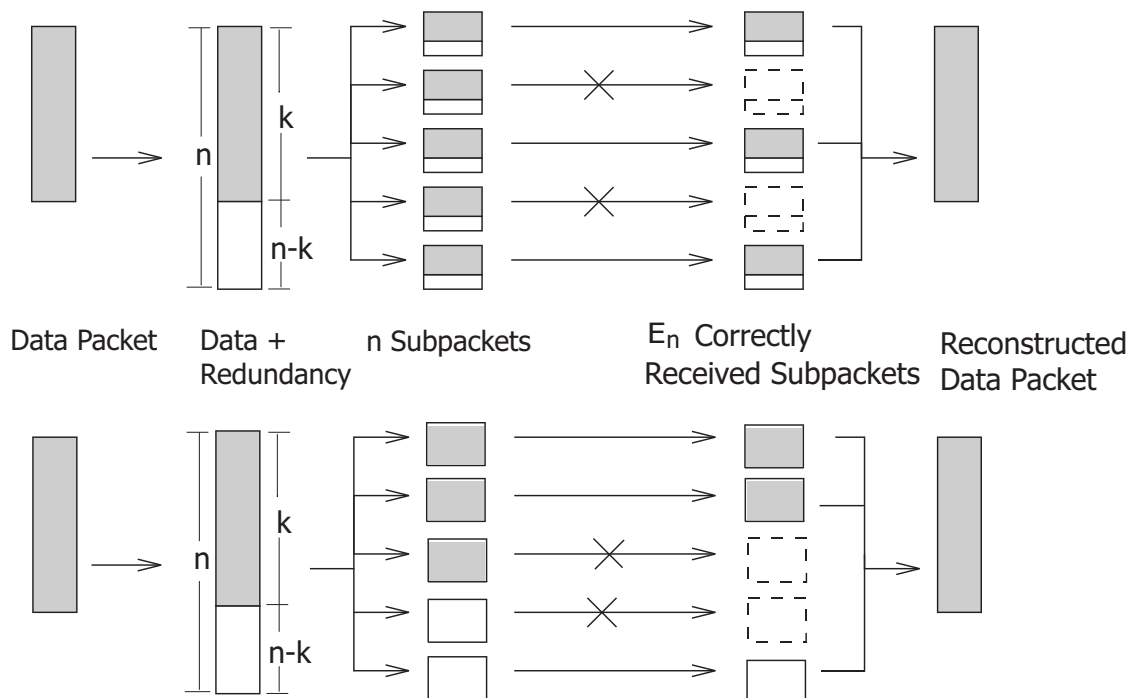 n
k
n-k
Data Packet
Data +
Redundancy
n Subpackets
En Correctly
Received Subpackets
Reconstructed
Data Packet
n
k
n-k